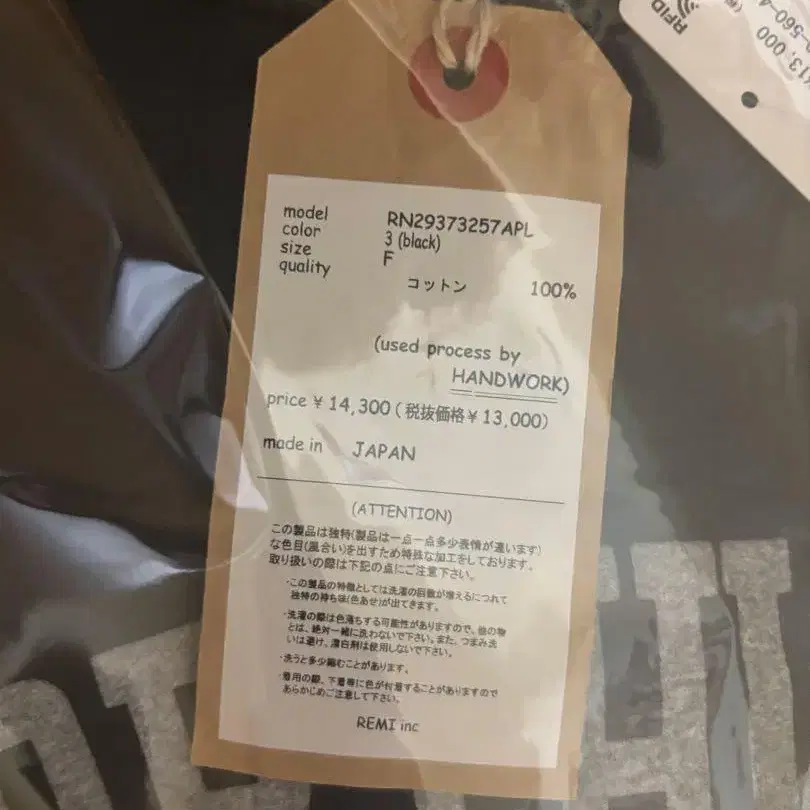 model RN29373257APL
color 3 (black)
size F
quality
コットン 100%
(used process by
HANDWORK)
price ¥ 14,300 (税抜価格¥ 13,000)
made in JAPAN
(ATTENTION)
この製品は独特(製品は一点一点多少表情が違います)
な色目(風合い)を出すため特殊な加工をしております。
取り扱いの際は下記の点にご注意下さい。
・この製品の特徴としては洗濯の回数が増えるにつれて
独特の持ち味(色あせ)が出てきます。
・洗濯の際は色落ちする可能性がありますので、他の物
とは、絶対一緒に洗わないで下さい。また、つまみ洗
いは避け、漂白剤は使用しないで下さい。
・洗うと多少縮むことがあります。
・着用の際、下着等に色が付着することがありますので
あらかじめご注意して下さい。
REMI inc
RFID
13,000
-560-4